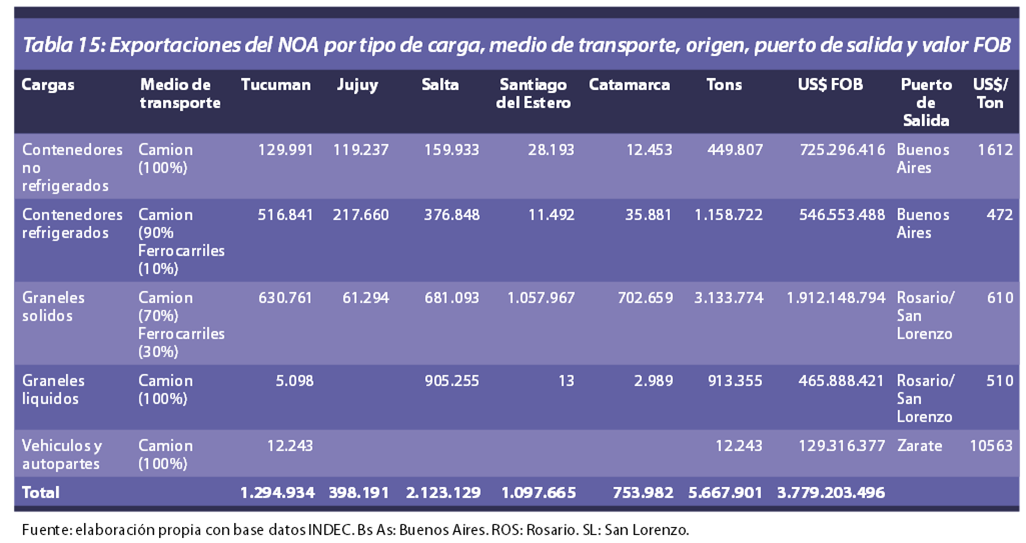 Tabla 15: Exportaciones del NOA por tipo de carga, medio de transporte, origen, puerto de salida y valor FOB
Cargas Medio de transporte Tucuman Jujuy Salta Santiago del Estero Catamarca Tons US$ FOB Puerto de Salida US$/ Ton
Contenedores no refrigerados Camion (100%) 129.991 119.237 159.933 28.193 12.453 449.807 725.296.416 Buenos Aires 1612
Contenedores refrigerados Camion (90% Ferrocarriles (10%) 516.841 217.660 376.848 11.492 35.881 1.158.722 546.553.488 Buenos Aires 472
Graneles solidos Camion (70%) Ferrocarriles (30%) 630.761 61.294 681.093 1.057.967 702.659 3.133.774 1.912.148.794 Rosario/ San Lorenzo 610
Graneles liquidos Camion (100%) 5.098 905.255 13 2.989 913.355 465.888.421 Rosario/ San Lorenzo 510
Vehiculos y autopartes Camion (100%) 12.243 12.243 129.316.377 Zarate 10563
Total 1.294.934 398.191 2.123.129 1.097.665 753.982 5.667.901 3.779.203.496
Fuente: elaboración propia con base datos INDEC. Bs As: Buenos Aires. ROS: Rosario. SL: San Lorenzo.